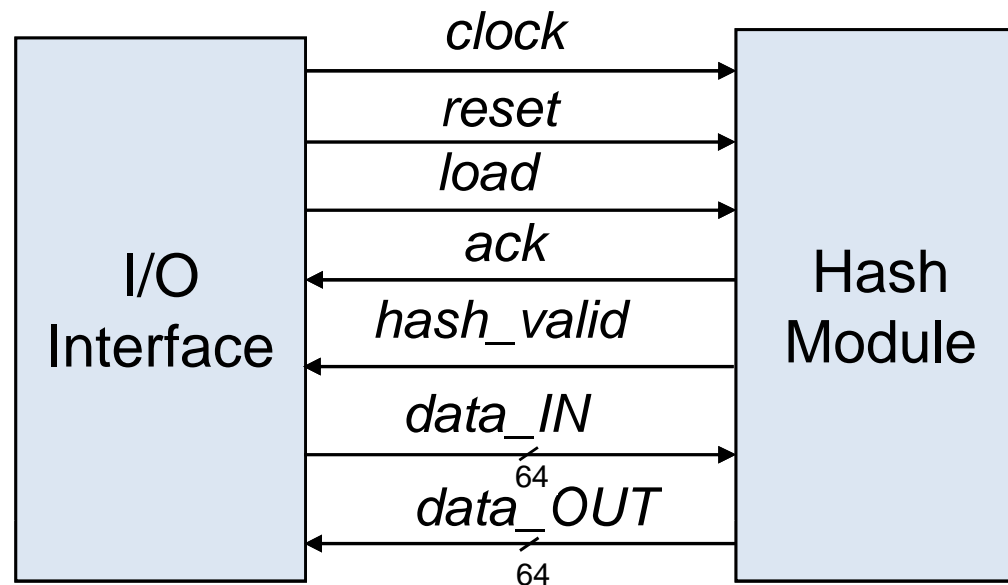 clock
reset
load
ack
hash_valid
data_IN
64
data_OUT
64
I/O
Interface
Hash
Module